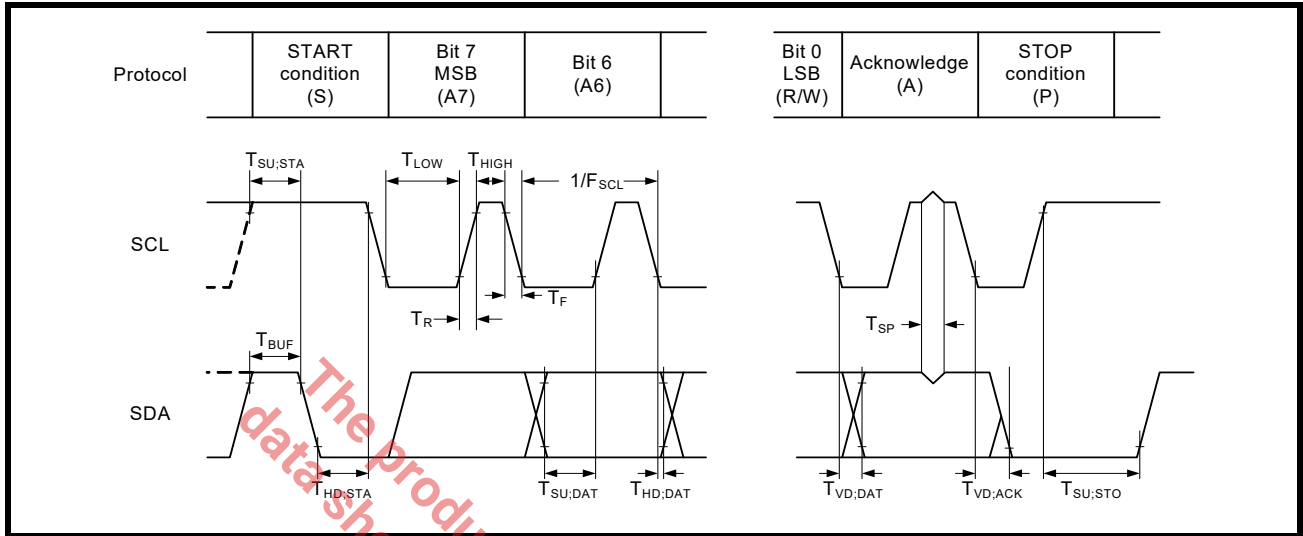 Protocol
START
condition
(S)
Bit 7
MSB
(A7)
Bit 6
(A6)
Bit 0
LSB
(R/W)
Acknowledge
(A)
STOP
condition
(P)
TSU;STA
TLOW
THIGH
1/FSCL
SCL
TF
TR
TSP
TBUF
SDA
THD;STA
TSU;DAT
THD;DAT
TVD;DAT
TVD;ACK
TSU;STO
The
data